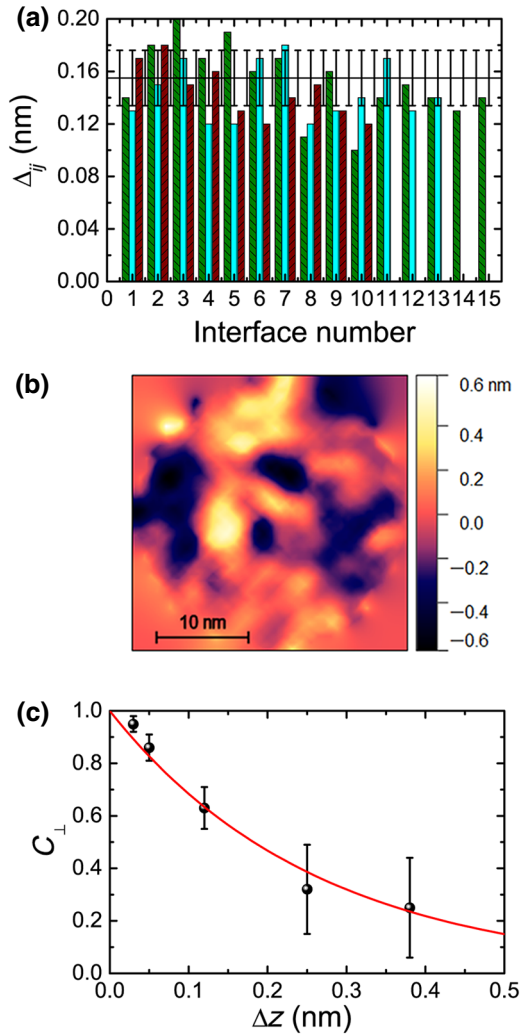 (a)
0.20
0.16
0.12
0.08
0.04
0.00
Δij (nm)
0 1 2 3 4 5 6 7 8 9 10 11 12 13 14 15
Interface number
(b)
10 nm
0.6 nm
0.4
0.2
0.0
−0.2
−0.4
−0.6
(c)
1.0
0.8
0.6
0.4
0.2
0.0
C⊥
0.0 0.1 0.2 0.3 0.4 0.5
Δz (nm)